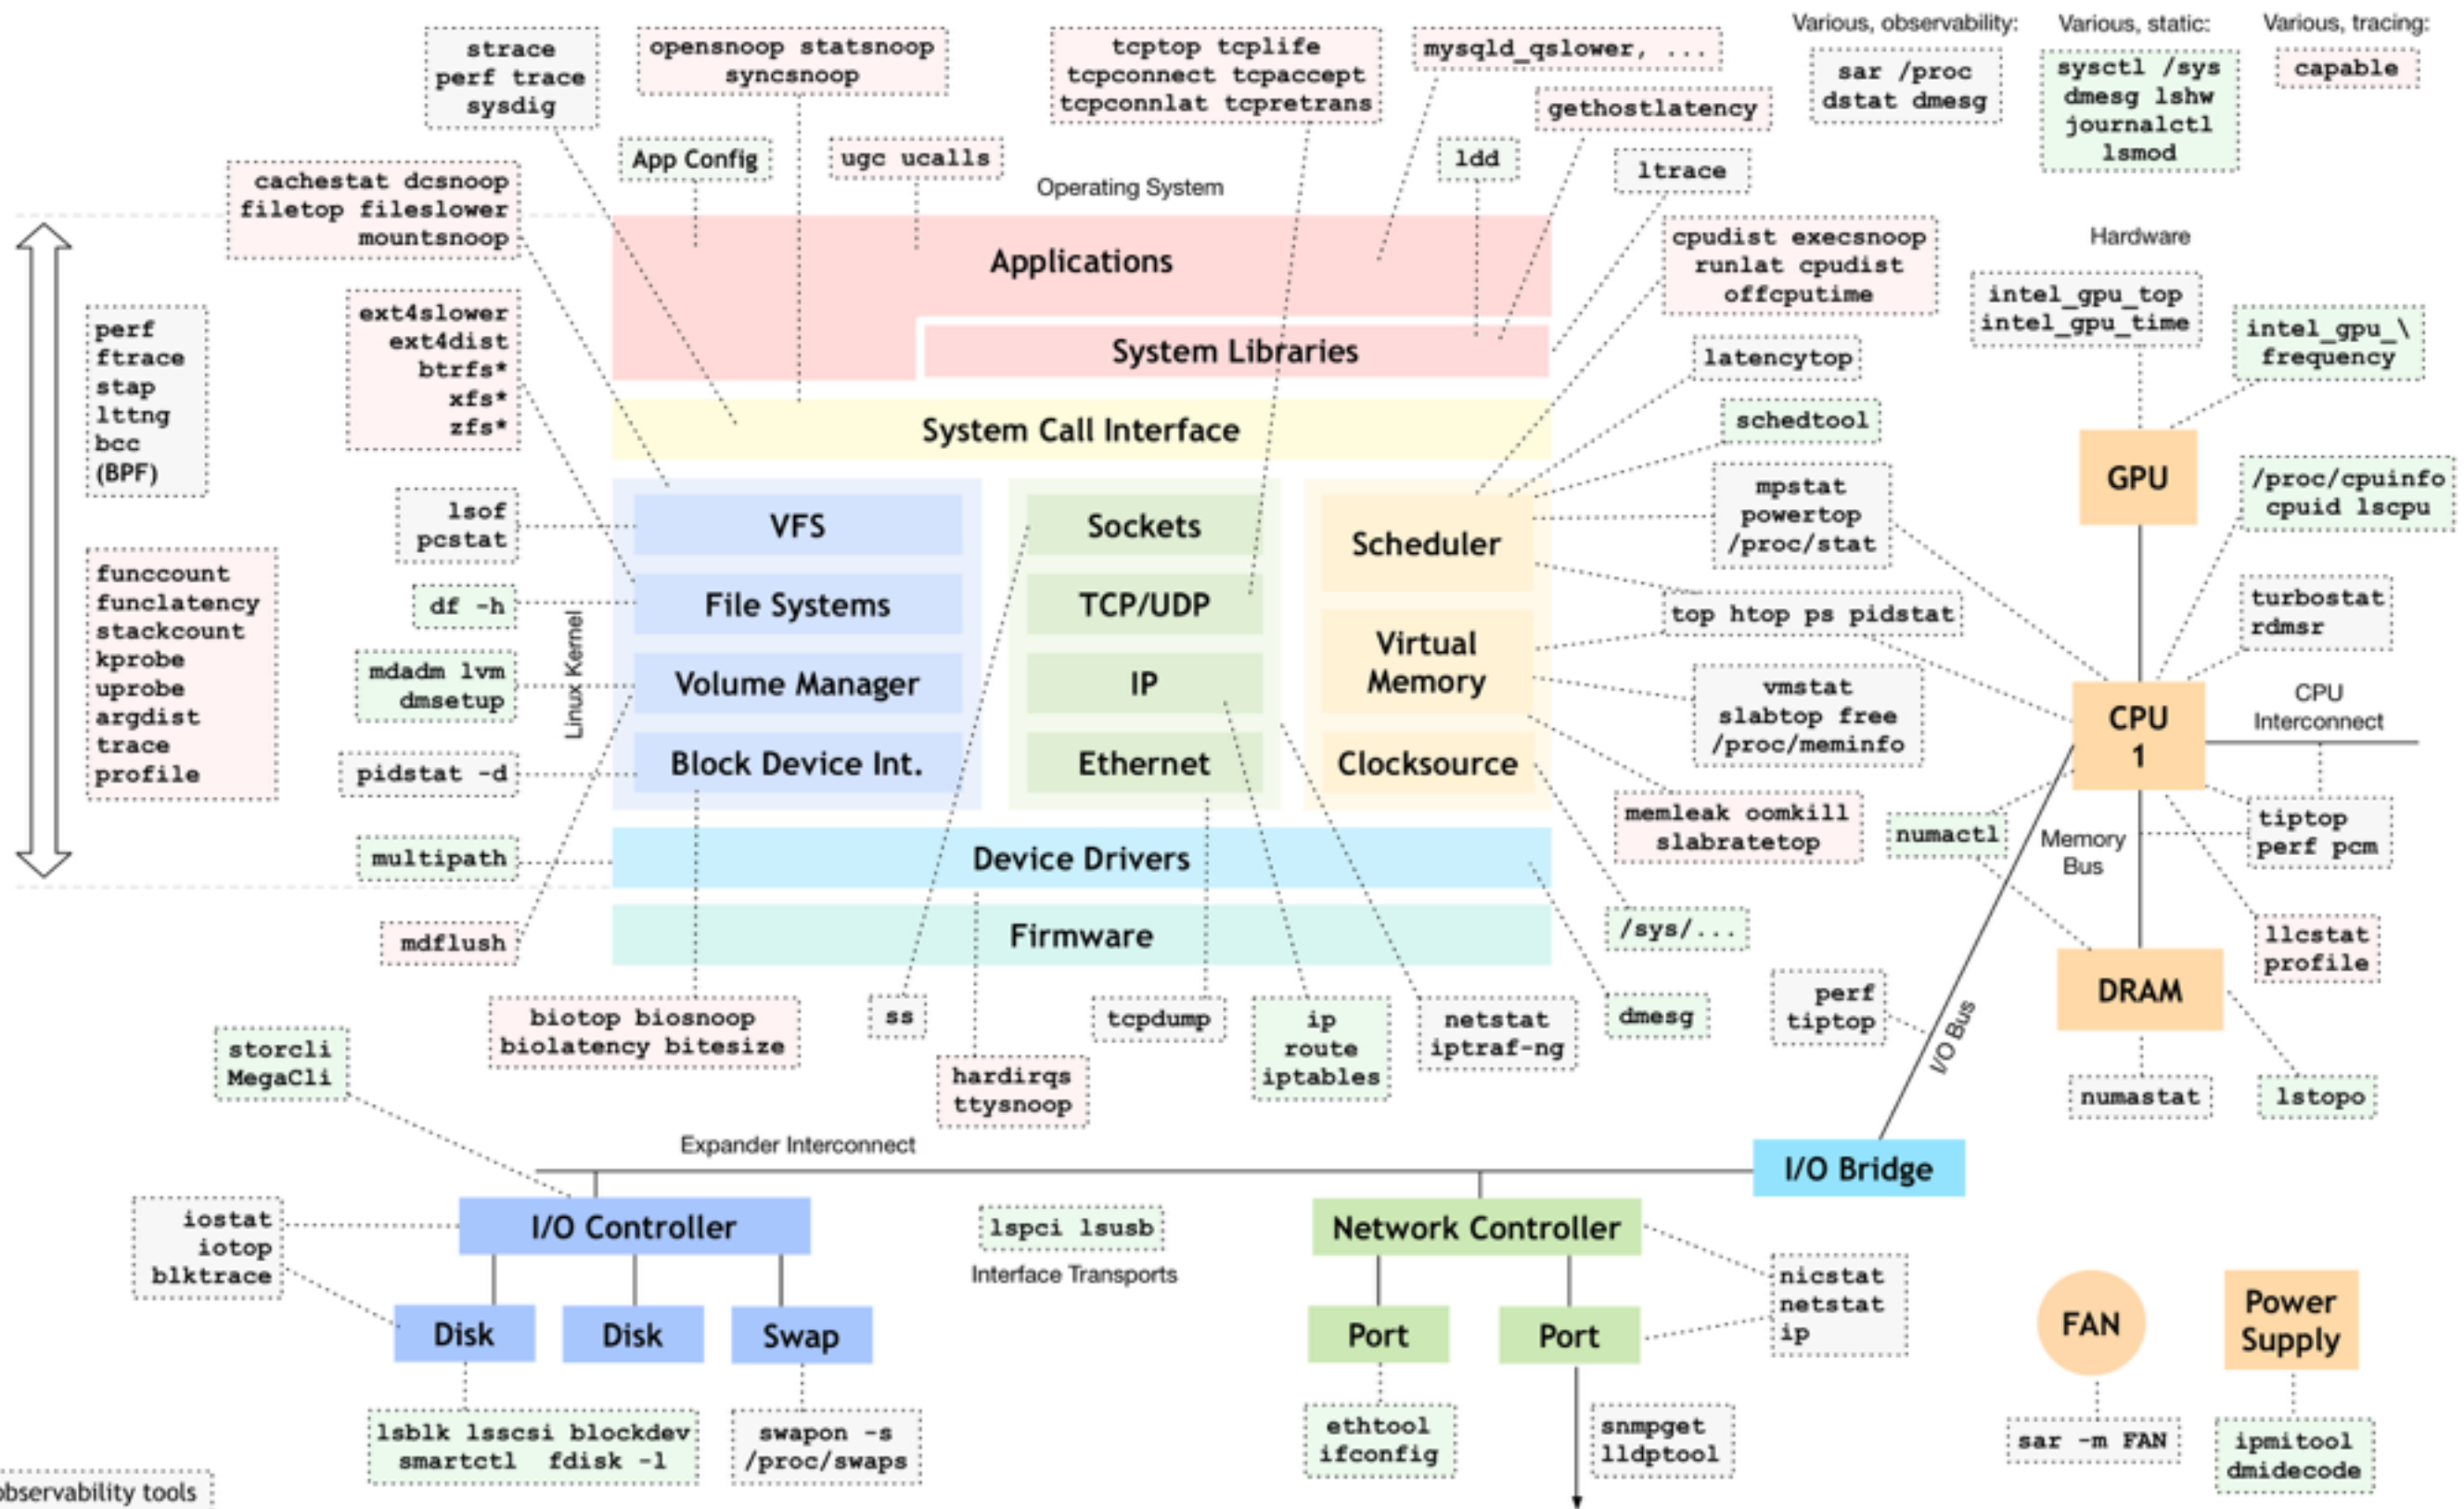 Various, observability:
sar /proc
dstat dmesg
Various, static:
sysctl /sys
dmesg lshw
journalctl
lsmod
Various, tracing:
capable
strace
perf trace
sysdig
opensnoop statsnoop
syncsnoop
tcptop tcplife
tcpconnect tcpaccept
tcpconnlat tcpretrans
mysqld_qslower, ...
gethostlatency
App Config
ugc ucalls
ldd
ltrace
Operating System
Hardware
cachestat dcsnoop
filetop fileslower
mountsnoop
perf
ftrace
stap
lttng
bcc
(BPF)
ext4slower
ext4dist
btrfs*
xfs*
zfs*
lsof
pcstat
funccount
funclatency
stackcount
kprobe
uprobe
argdist
trace
profile
df -h
mdadm lvm
dmsetup
pidstat -d
multipath
mdflush
Linux Kernel
Applications
System Libraries
System Call Interface
VFS
File Systems
Volume Manager
Block Device Int.
Sockets
TCP/UDP
IP
Ethernet
Scheduler
Virtual
Memory
Clocksource
Device Drivers
Firmware
cpudist execsnoop
runlat cpudist
offcputime
latencytop
schedtool
mpstat
powertop
/proc/stat
top htop ps pidstat
vmstat
slabtop free
/proc/meminfo
memleak oomkill
slabratetop
/sys/...
dmesg
intel_gpu_top
intel_gpu_time
intel_gpu_\
frequency
GPU
/proc/cpuinfo
cpuid lscpu
turbostat
rdmsr
CPU
1
CPU
Interconnect
numactl
Memory
Bus
tiptop
perf pcm
llcstat
profile
DRAM
perf
tiptop
I/O Bus
numastat
lstopo
biotop biosnoop
biolatency bitesize
ss
hardirqs
ttysnoop
tcpdump
ip
route
iptables
netstat
iptraf-ng
storcli
MegaCli
Expander Interconnect
I/O Bridge
iostat
iotop
blktrace
I/O Controller
lspci lsusb
Interface Transports
Network Controller
nicstat
netstat
ip
Disk
Disk
Swap
Port
Port
FAN
Power
Supply
lsblk lsscsi blockdev
smartctl fdisk -l
swapon -s
/proc/swaps
ethtool
ifconfig
snmpget
lldptool
sar -m FAN
ipmitool
dmidecode
observability tools